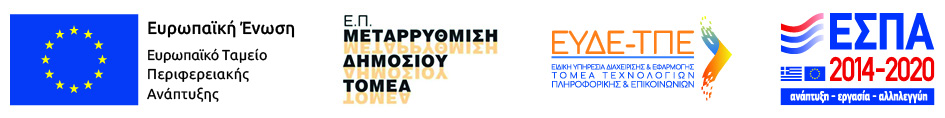 Ευρωπαϊκή Ένωση
Ευρωπαϊκό Ταμείο
Περιφερειακής
Ανάπτυξης
Ε.Π.
ΜΕΤΑΡΡΥΘΜΙΣΗ
ΔΗΜΟΣΙΟΥ
ΤΟΜΕΑ
ΕΥΔΕ-ΤΠΕ
ΕΙΔΙΚΗ ΥΠΗΡΕΣΙΑ ΔΙΑΧΕΙΡΙΣΗΣ & ΕΦΑΡΜΟΓΗΣ
ΤΟΜΕΑ ΤΕΧΝΟΛΟΓΙΩΝ
ΠΛΗΡΟΦΟΡΙΚΗΣ & ΕΠΙΚΟΙΝΩΝΙΩΝ
ΕΣΠΑ
2014-2020
ανάπτυξη - εργασία - αλληλεγγύη